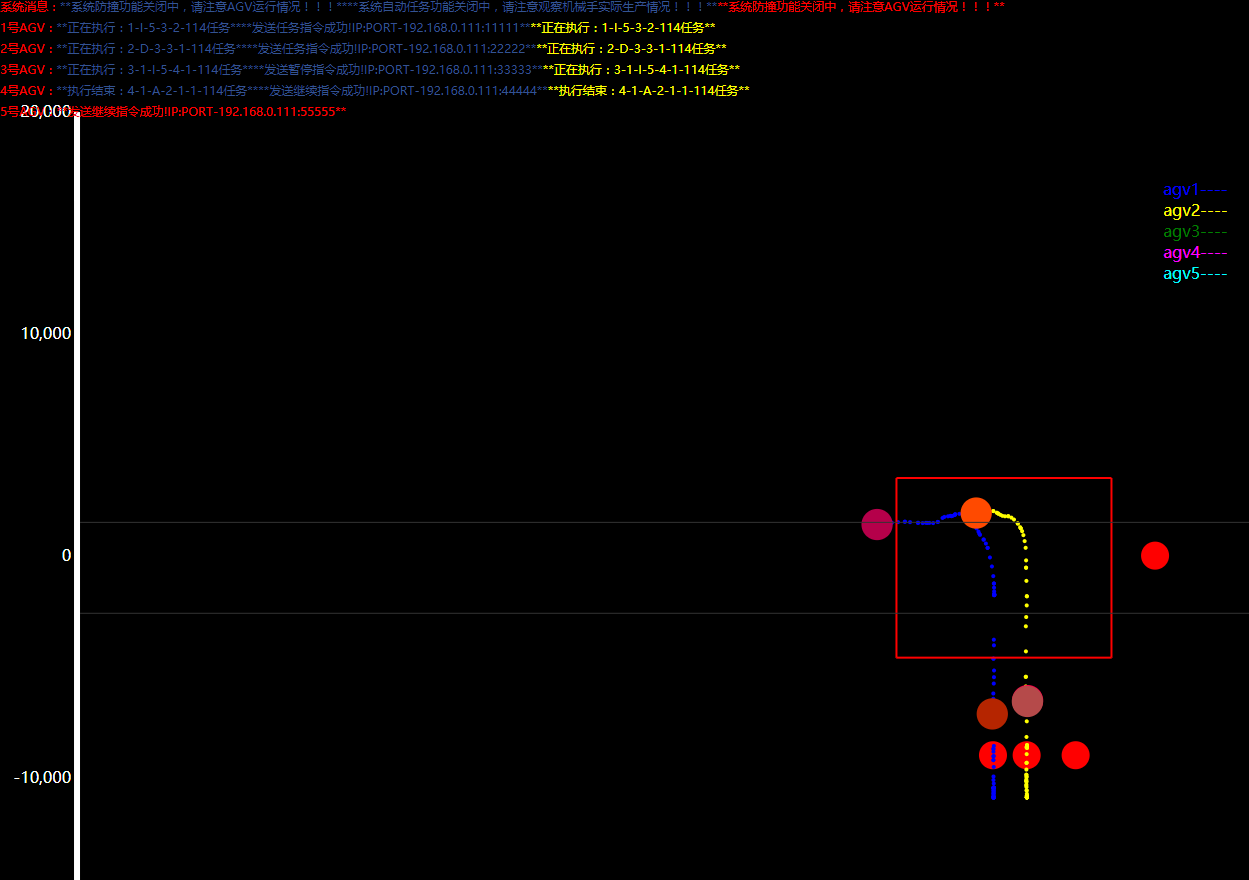 系统消息：**系统防撞功能关闭中，请注意AGV运行情况！！！****系统自动任务功能关闭中，请注意观察机械手实际生产情况！！！****系统防撞功能关闭中，请注意AGV运行情况！！！**
1号AGV：**正在执行：1-I-5-3-2-114任务****发送任务指令成功!IP:PORT-192.168.0.111:11111****正在执行：1-I-5-3-2-114任务**
2号AGV：**正在执行：2-D-3-3-1-114任务****发送任务指令成功!IP:PORT-192.168.0.111:22222****正在执行：2-D-3-3-1-114任务**
3号AGV：**正在执行：3-1-I-5-4-1-114任务****发送暂停指令成功!IP:PORT-192.168.0.111:33333****正在执行：3-1-I-5-4-1-114任务**
4号AGV：**执行结束：4-1-A-2-1-1-114任务****发送继续指令成功!IP:PORT-192.168.0.111:44444****执行结束：4-1-A-2-1-1-114任务**
5号AGV：**发送继续指令成功!IP:PORT-192.168.0.111:55555**
20,000
agv1----
agv2----
agv3----
agv4----
agv5----
10,000
0
-10,000